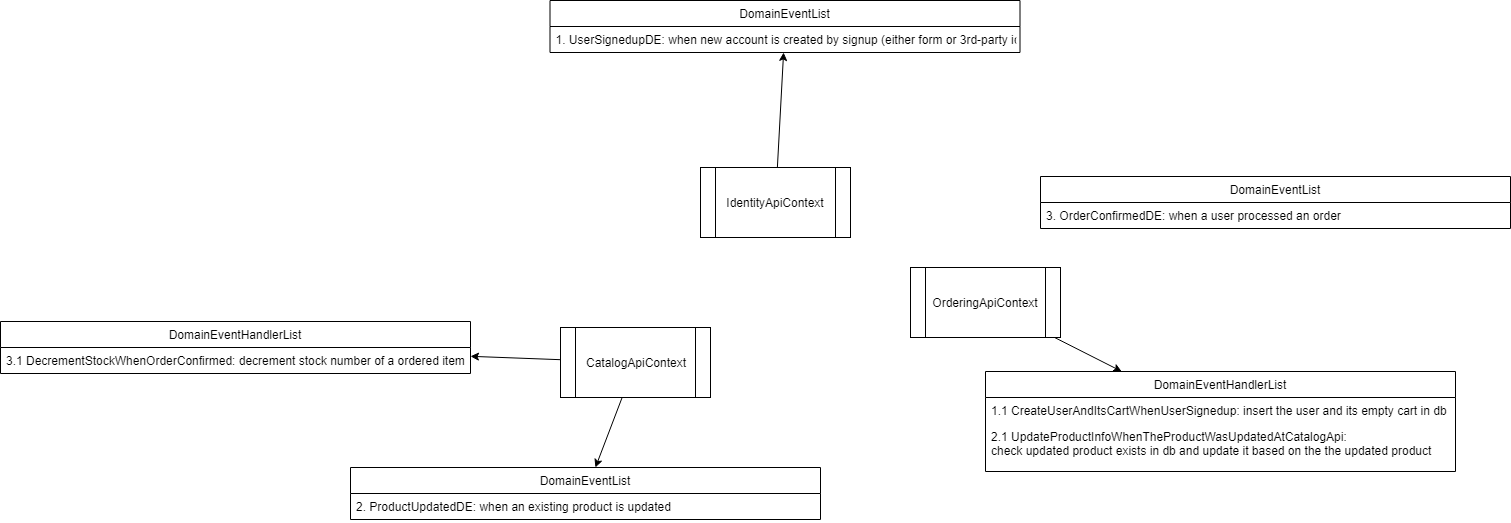 DomainEventList
1. UserSignedupDE: when new account is created by signup (either form or 3rd-party
IdentityApiContext
DomainEventList
3. OrderConfirmedDE: when a user processed an order
OrderingApiContext
DomainEventHandlerList
3.1 DecrementStockWhenOrderConfirmed: decrement stock number of a ordered item
CatalogApiContext
DomainEventHandlerList
1.1 CreateUserAndItsCartWhenUserSignedup: insert the user and its empty cart in db
2.1 UpdateProductInfoWhenTheProductWasUpdatedAtCatalogApi:
check updated product exists in db and update it based on the the updated product
DomainEventList
2. ProductUpdatedDE: when an existing product is updated